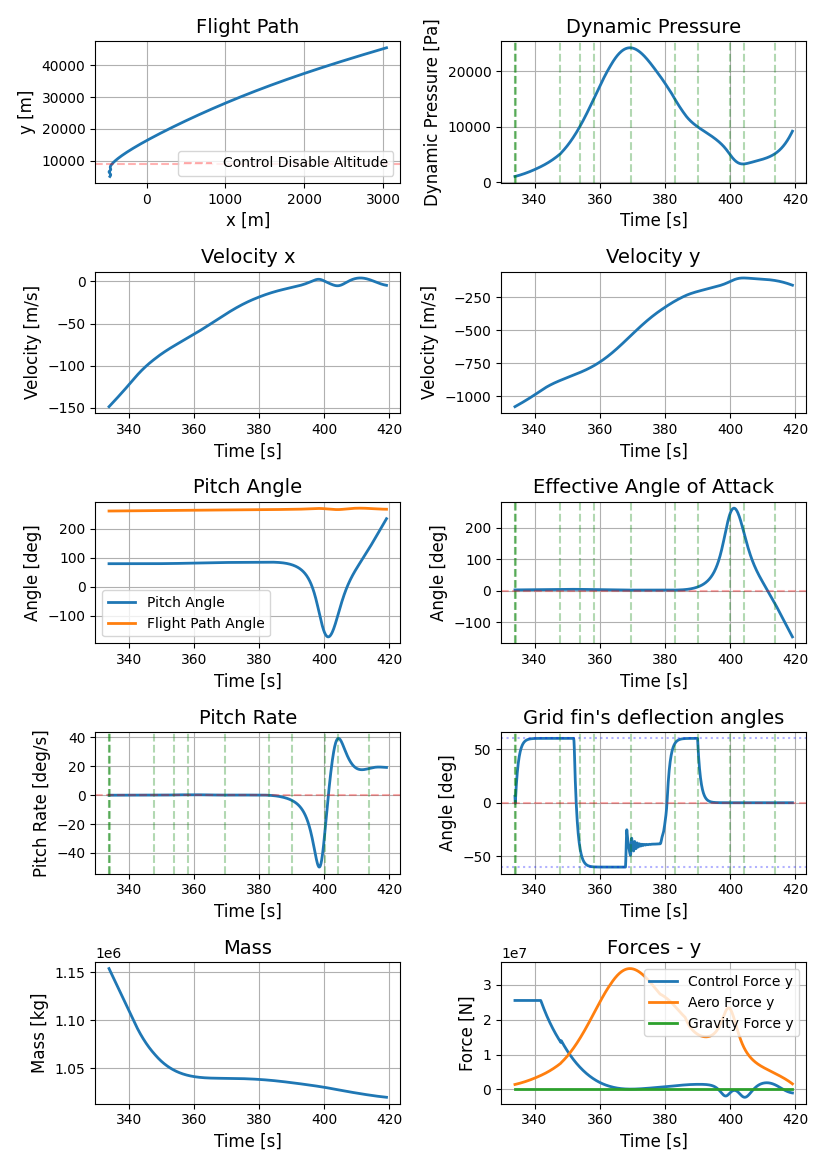 Flight Path
y [m]
40000
30000
20000
10000
Control Disable Altitude
0 1000 2000 3000
x [m]
Dynamic Pressure
Dynamic Pressure [Pa]
20000
10000
0
340 360 380 400 420
Time [s]
Velocity x
Velocity [m/s]
0
−50
−100
−150
340 360 380 400 420
Time [s]
Velocity y
Velocity [m/s]
−250
−500
−750
−1000
340 360 380 400 420
Time [s]
Pitch Angle
Angle [deg]
200
100
0
−100
Pitch Angle
Flight Path Angle
340 360 380 400 420
Time [s]
Effective Angle of Attack
Angle [deg]
200
100
0
−100
340 360 380 400 420
Time [s]
Pitch Rate
Pitch Rate [deg/s]
40
20
0
−20
−40
340 360 380 400 420
Time [s]
Grid fin's deflection angles
Angle [deg]
50
0
−50
340 360 380 400 420
Time [s]
Mass
1e6
Mass [kg]
1.15
1.10
1.05
340 360 380 400 420
Time [s]
Forces - y
1e7
Force [N]
3
2
1
0
Control Force y
Aero Force y
Gravity Force y
340 360 380 400 420
Time [s]